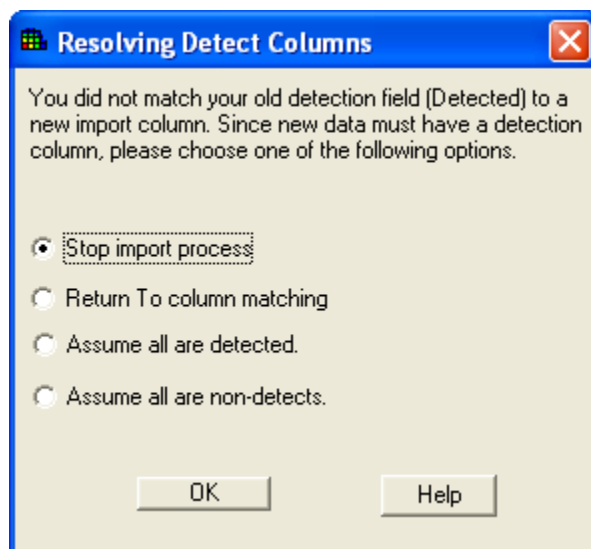 Resolving Detect Columns
You did not match your old detection field (Detected) to a
new import column. Since new data must have a detection
column, please choose one of the following options.
Stop import process
Return To column matching
Assume all are detected.
Assume all are non-detects.
OK
Help